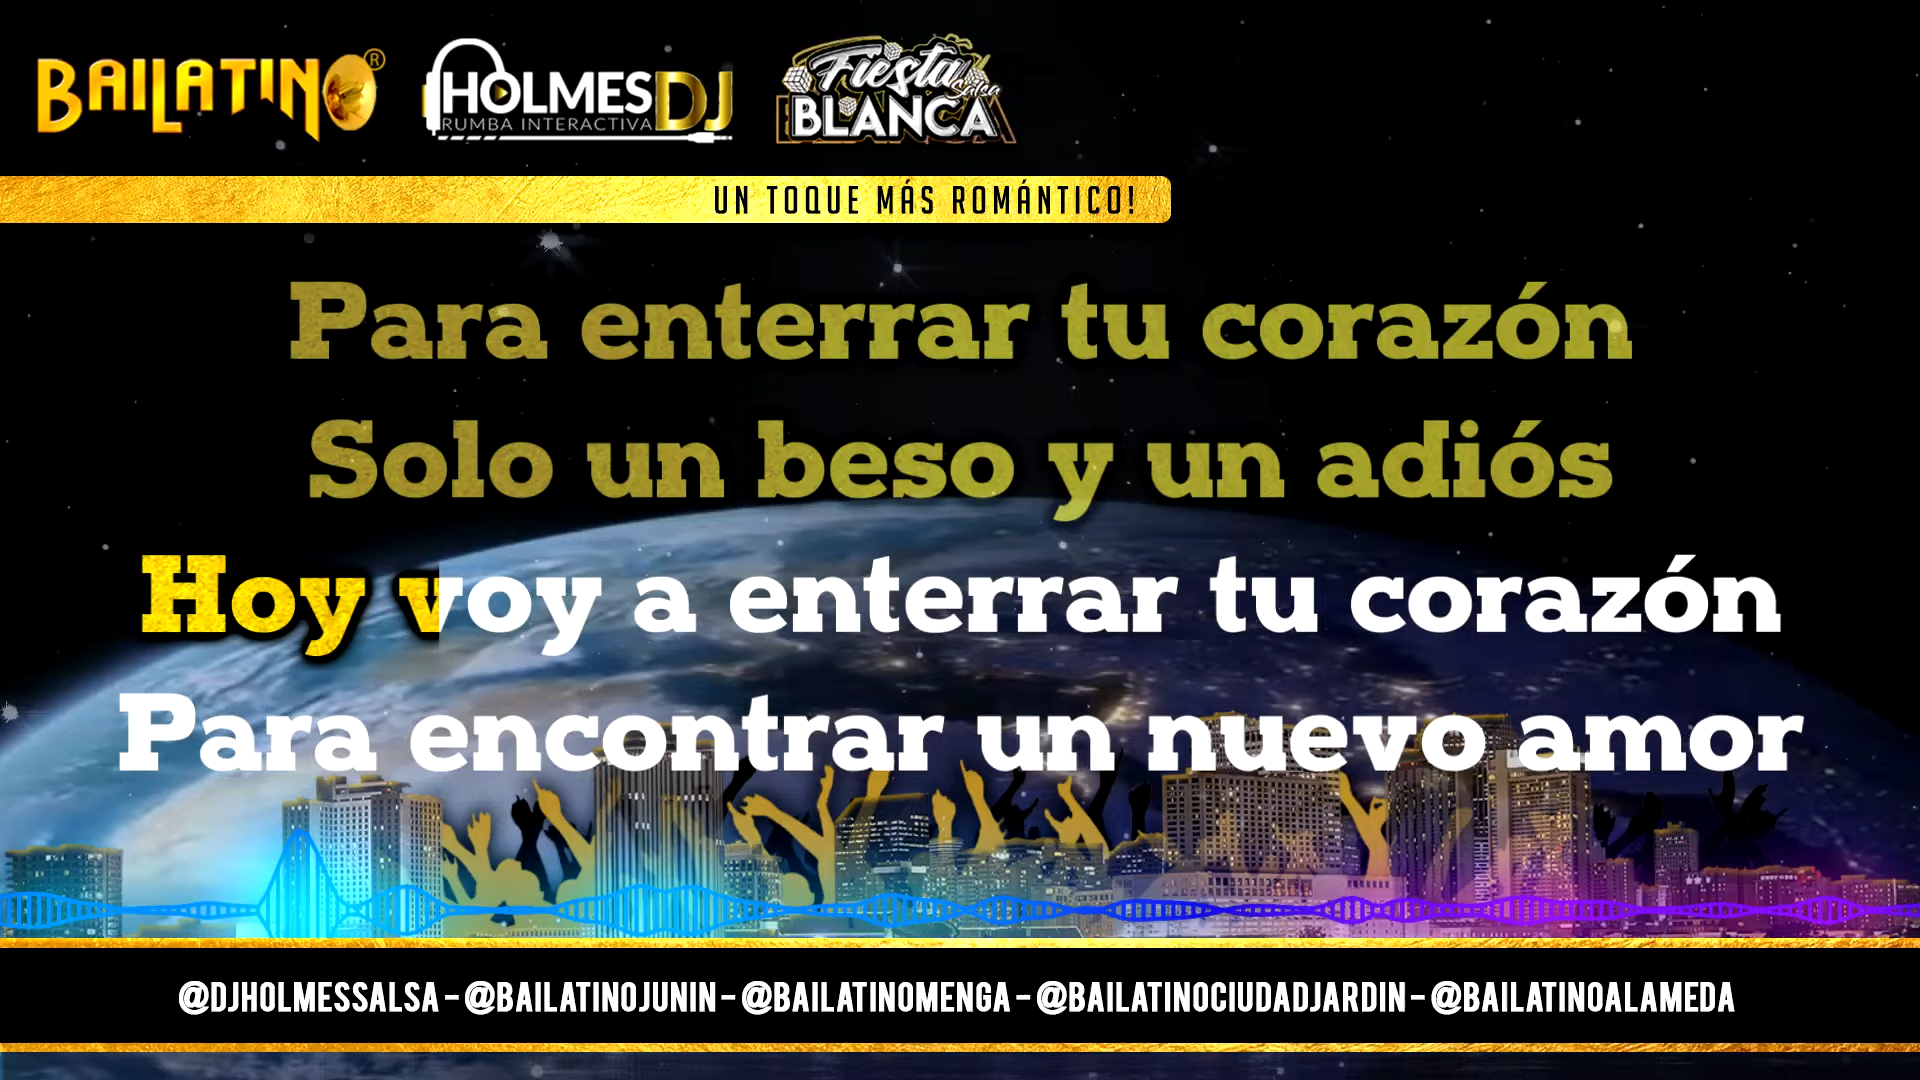 BAILATINO®
HOLMES DJ
RUMBA INTERACTIVA
Fiesta
Salsa
BLANCA
UN TOQUE MÁS ROMÁNTICO!
Para enterrar tu corazón
Solo un beso y un adiós
Hoy voy a enterrar tu corazón
Para encontrar un nuevo amor
@DJHOLMESSALSA - @BAILATINOJUNIN - @BAILATINOMENGA - @BAILATINOCIUDADJARDIN - @BAILATINOALAMEDA